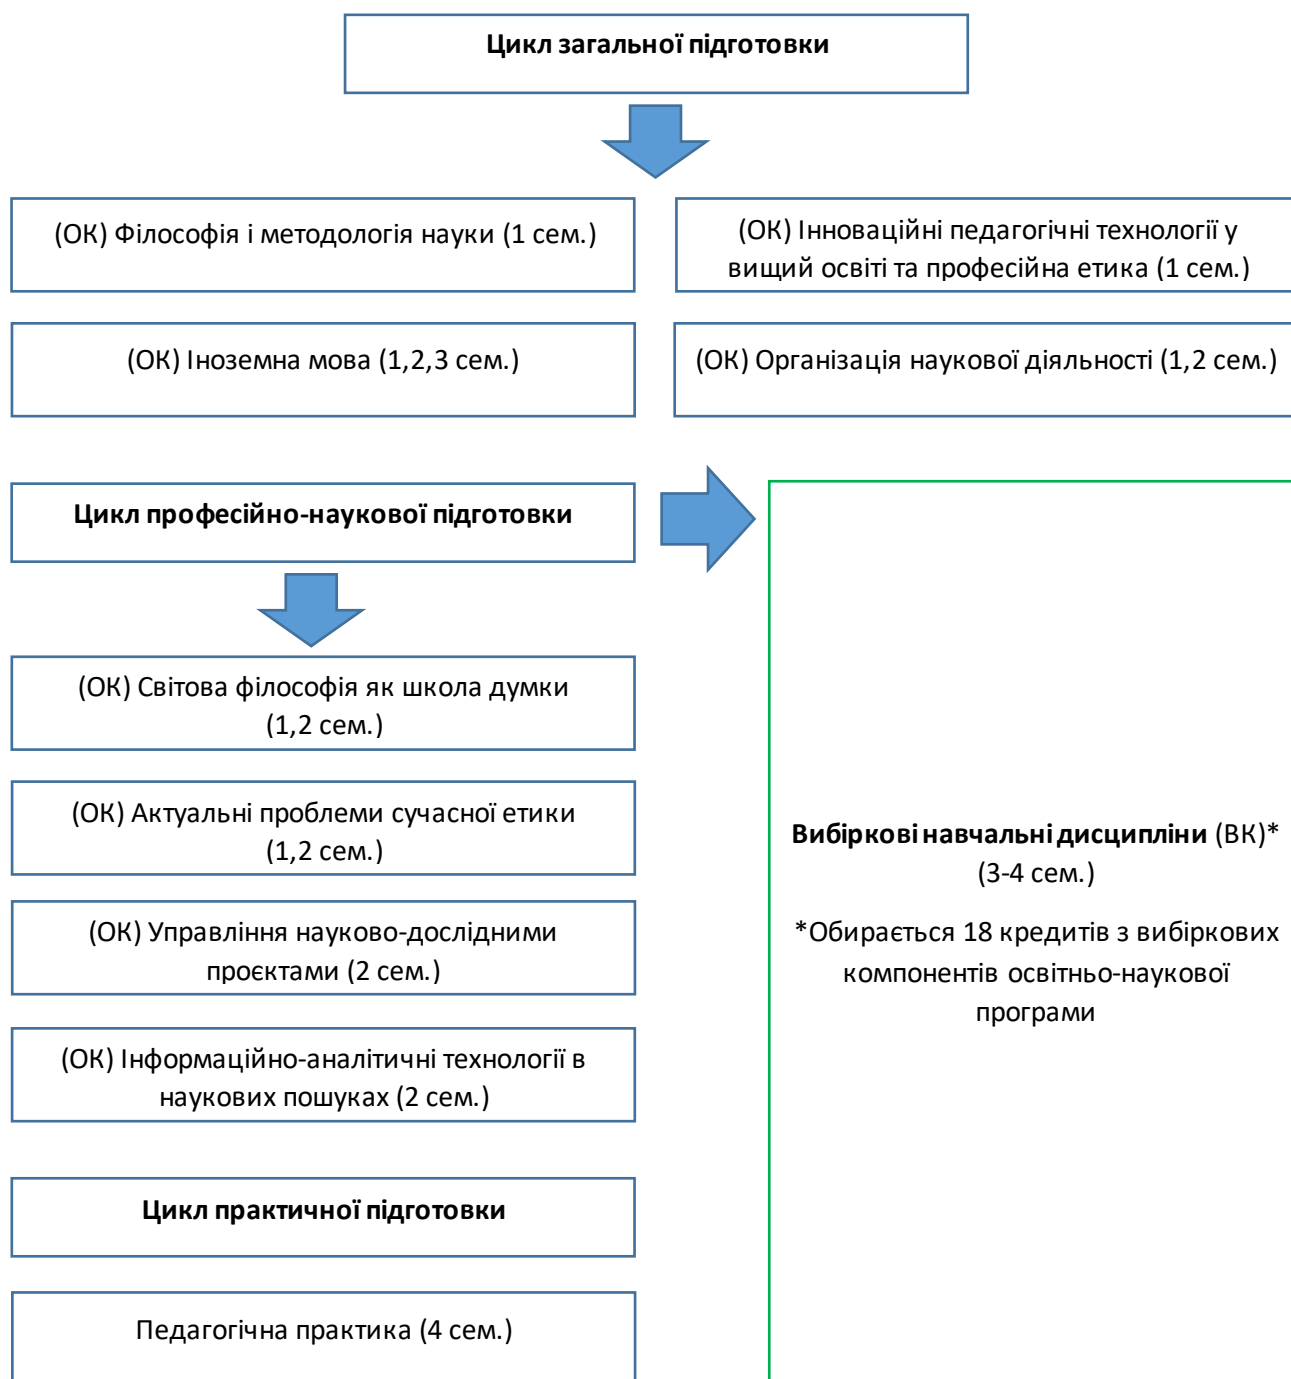 Цикл загальної підготовки
(ОК) Філософія і методологія науки (1 сем.)
(ОК) Інноваційні педагогічні технології у
вищий освіті та професійна етика (1 сем.)
(ОК) Іноземна мова (1,2,3 сем.)
(ОК) Організація наукової діяльності (1,2 сем.)
Цикл професійно-наукової підготовки
(ОК) Світова філософія як школа думки
(1,2 сем.)
(ОК) Актуальні проблеми сучасної етики
(1,2 сем.)
(ОК) Управління науково-дослідними
проєктами (2 сем.)
(ОК) Інформаційно-аналітичні технології в
наукових пошуках (2 сем.)
Цикл практичної підготовки
Педагогічна практика (4 сем.)
Вибіркові навчальні дисципліни (ВК)*
(3-4 сем.)
*Обирається 18 кредитів з вибіркових
компонентів освітньо-наукової
програми